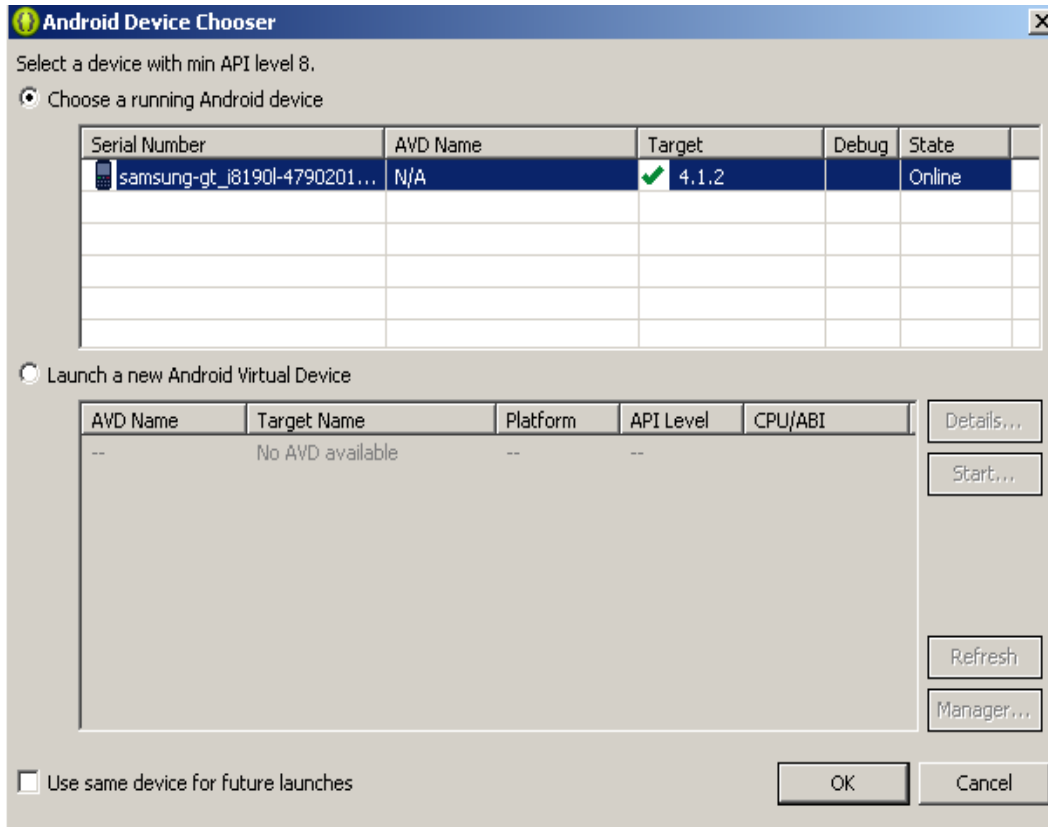 Android Device Chooser
Select a device with min API level 8.
Choose a running Android device
Serial Number AVD Name Target Debug State
samsung-gt_i8190l-4790201... N/A 4.1.2 Online
Launch a new Android Virtual Device
AVD Name Target Name Platform API Level CPU/ABI
-- No AVD available -- --
Details...
Start...
Refresh
Manager...
Use same device for future launches
OK Cancel